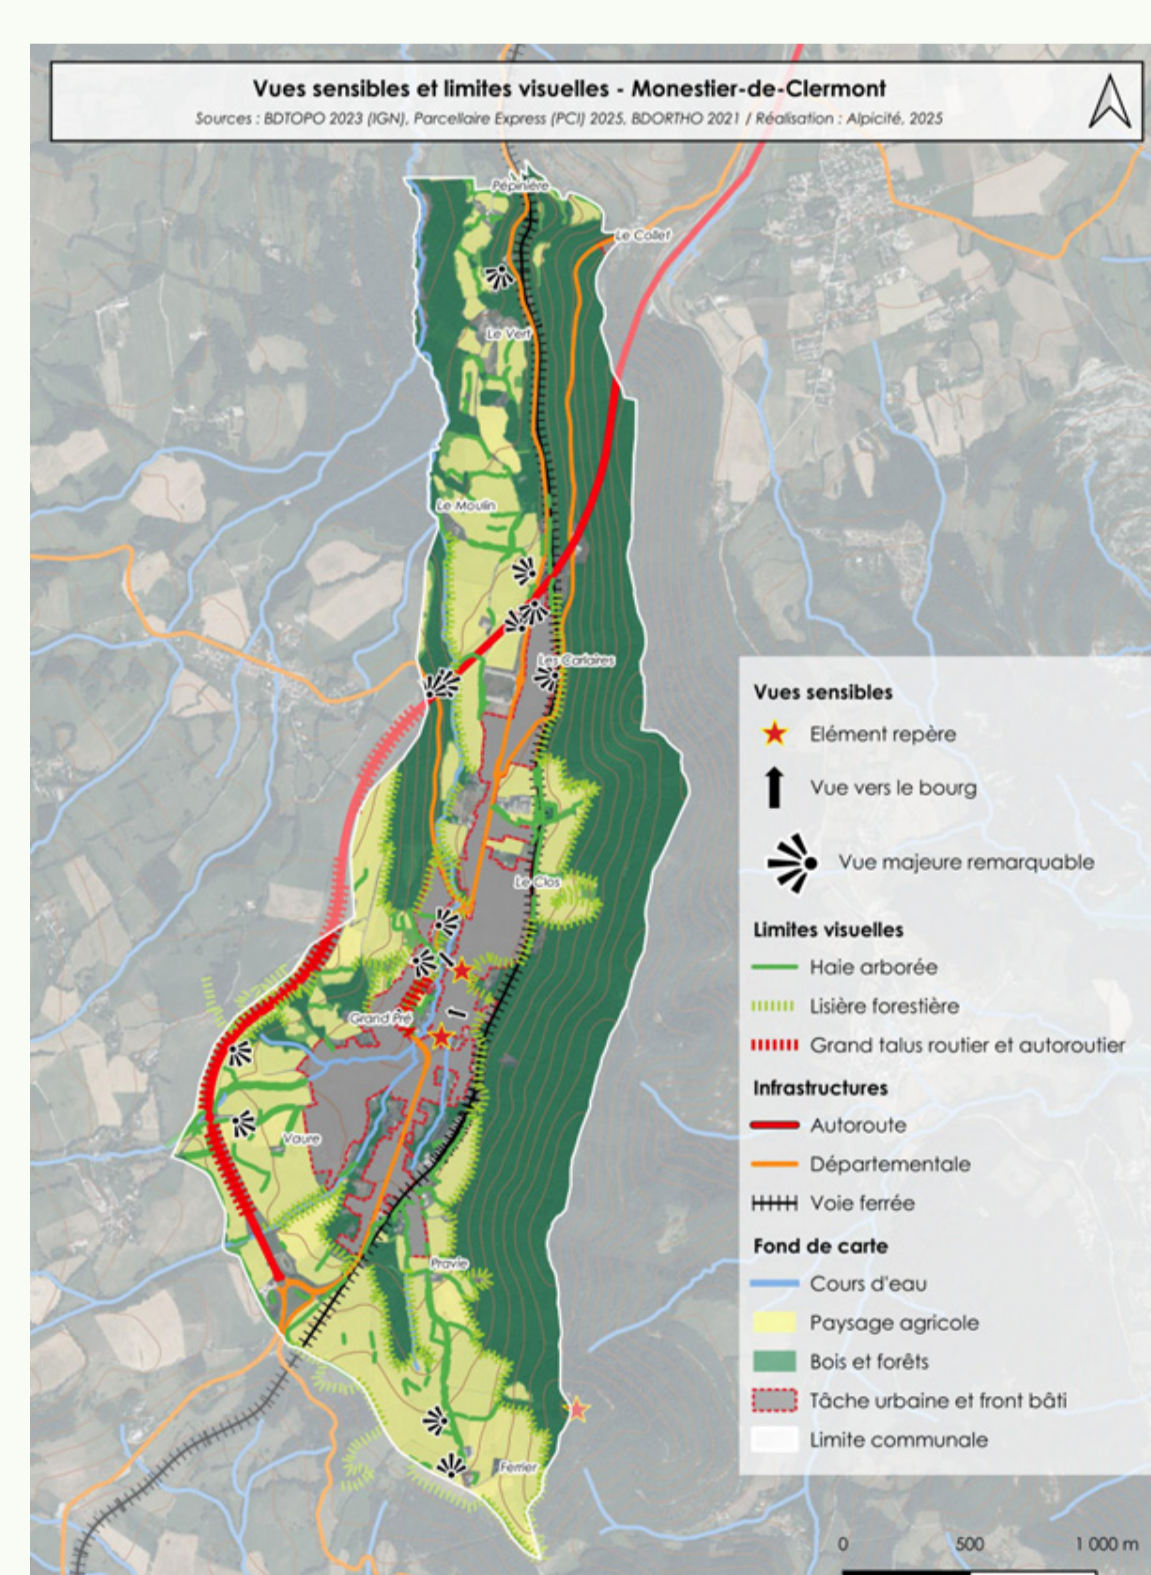 Vues sensibles et limites visuelles - Monestier-de-Clermont
Sources : BDTOPO 2023 (IGN), Parcellaire Express (PCI) 2025, BDORTHO 2021 / Réalisation : Alpicité, 2025
Pépinière
Le Collet
Le Vert
Le Moulin
Les Carlaires
Le Clos
Grand Pré
Vaure
Pravie
Ferrier
Vues sensibles
Elément repère
Vue vers le bourg
Vue majeure remarquable
Limites visuelles
Haie arborée
Lisière forestière
Grand talus routier et autoroutier
Infrastructures
Autoroute
Départementale
Voie ferrée
Fond de carte
Cours d'eau
Paysage agricole
Bois et forêts
Tâche urbaine et front bâti
Limite communale
0 500 1 000 m